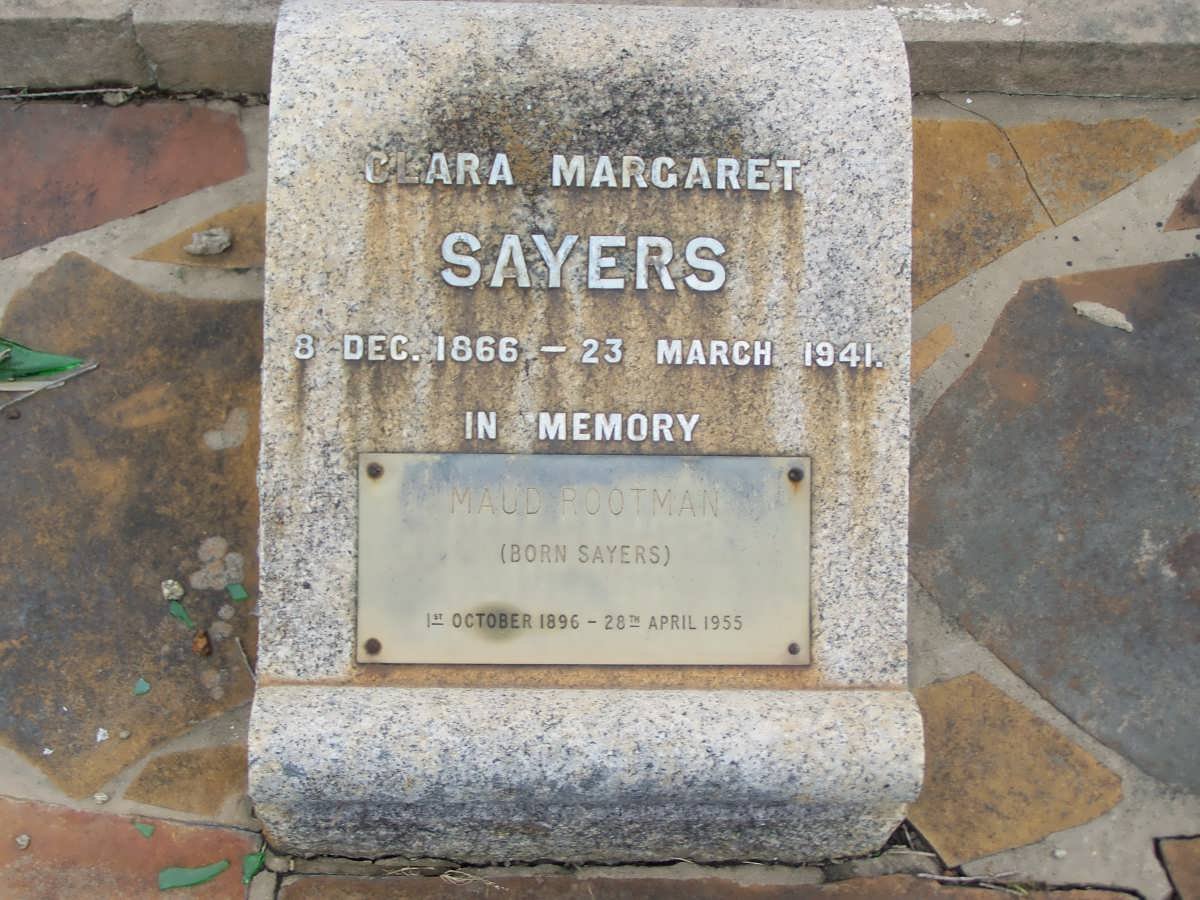 CLARA MARGARET
SAYERS
8 DEC. 1866 – 23 MARCH 1941.
IN MEMORY
MAUD ROOTMAN
(BORN SAYERS)
1ST OCTOBER 1896 – 28TH APRIL 1955